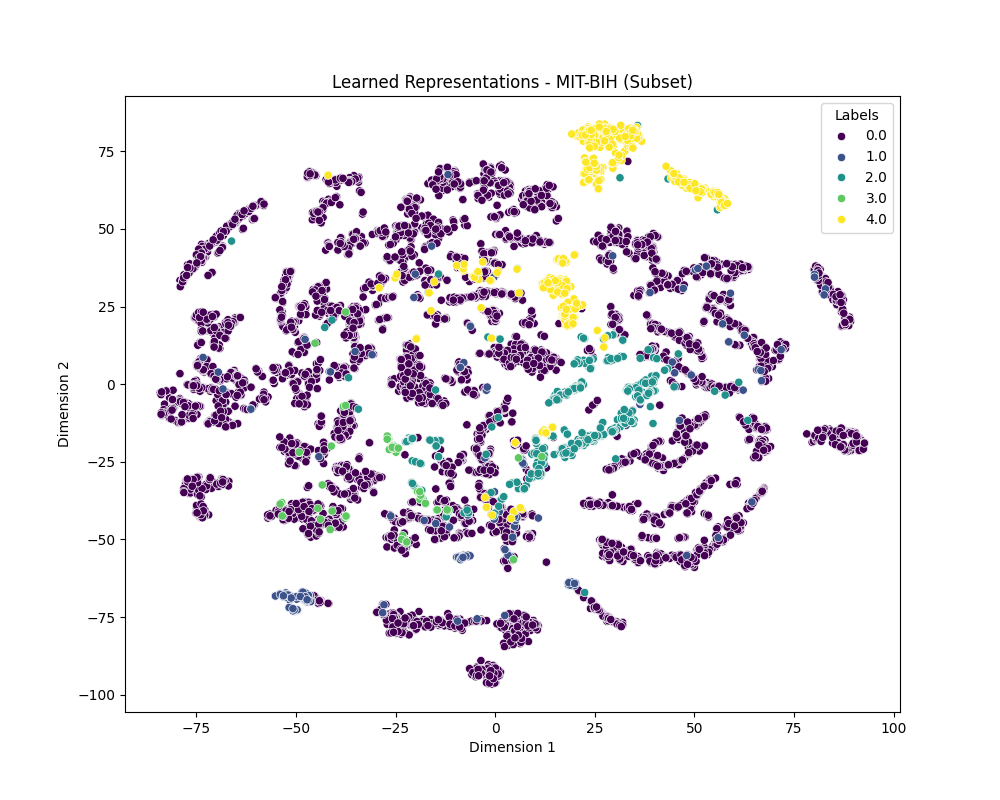 Learned Representations - MIT-BIH (Subset)
Labels
0.0
1.0
2.0
3.0
4.0
75
50
25
0
−25
−50
−75
−100
Dimension 2
−75 −50 −25 0 25 50 75 100
Dimension 1